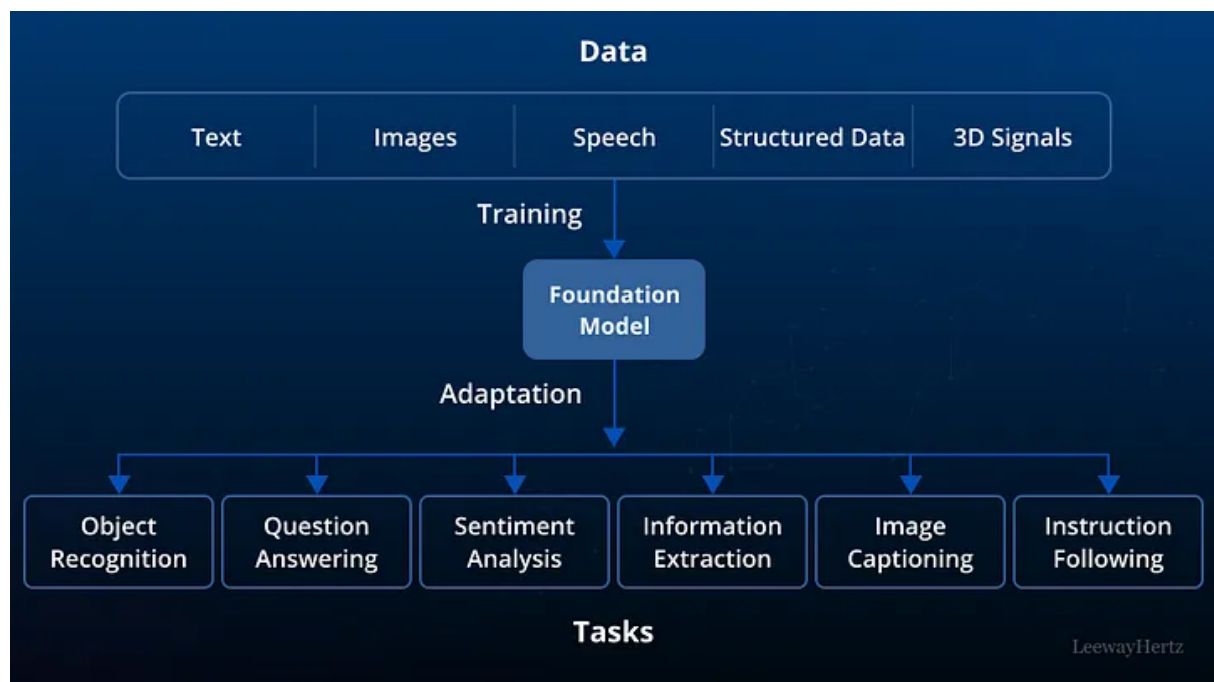 Data
Text
Images
Speech
Structured Data
3D Signals
Training
Foundation
Model
Adaptation
Object
Recognition
Question
Answering
Sentiment
Analysis
Information
Extraction
Image
Captioning
Instruction
Following
Tasks
LeewayHertz